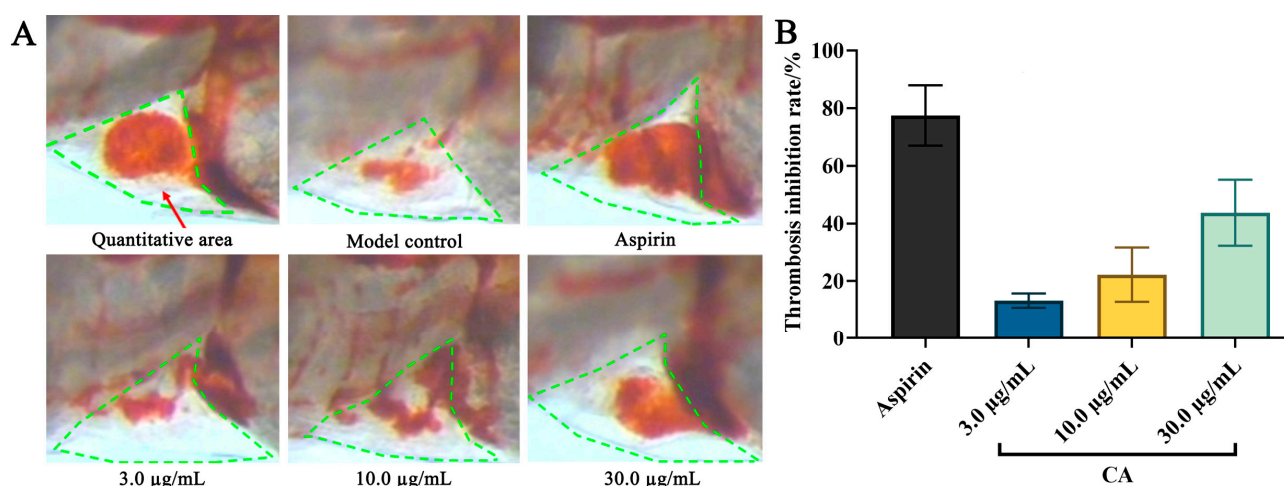 A
Quantitative area
Model control
Aspirin
3.0 µg/mL
10.0 µg/mL
30.0 µg/mL
B
Thrombosis inhibition rate/%
100
80
60
40
20
0
Aspirin
3.0 µg/mL
10.0 µg/mL
30.0 µg/mL
CA